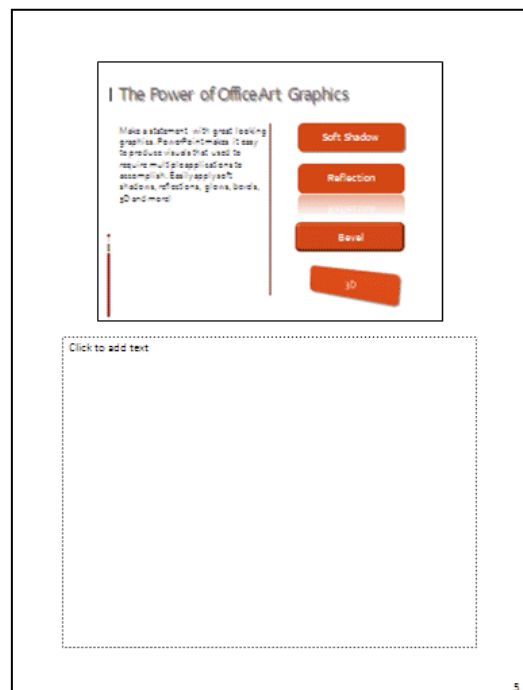 The Power of OfficeArt Graphics
Make a statement with great looking
graphics. PowerPoint makes it easy
to produce visuals that used to
require multiple applications to
accomplish. Easily apply soft
shadows, reflections, glows, bevels,
3D and more!
Soft Shadow
Reflection
Bevel
3D
Click to add text
5